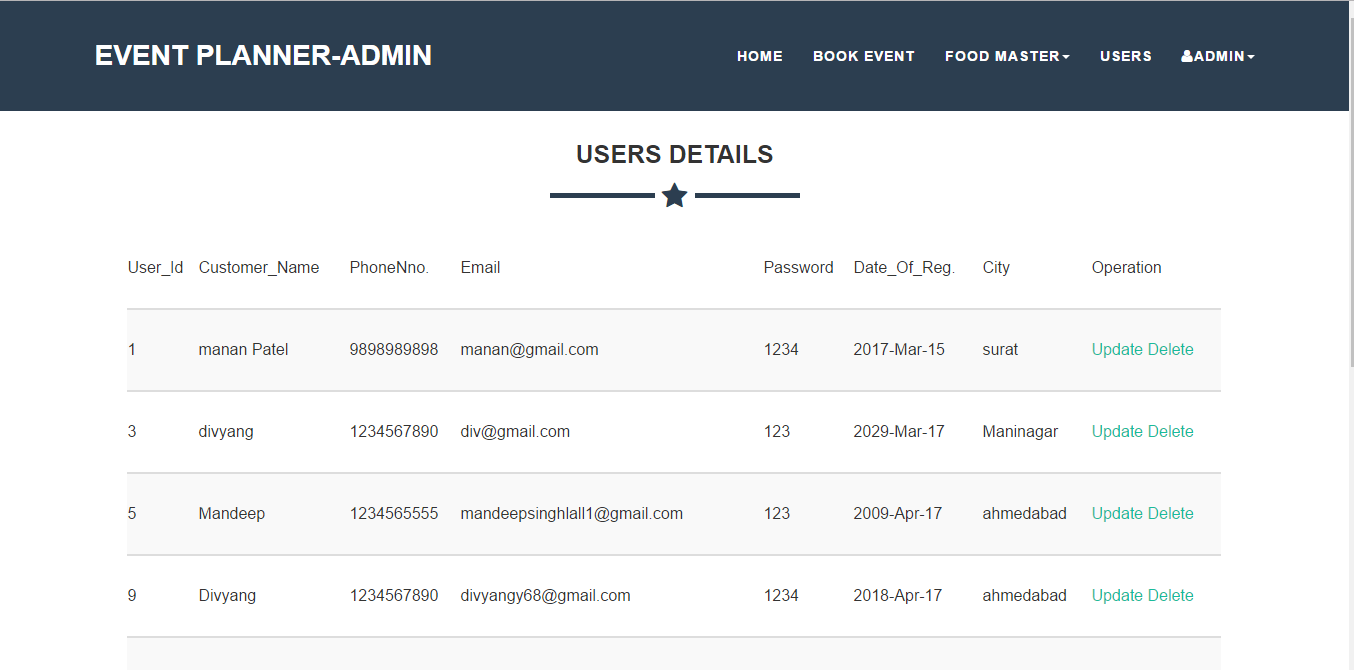 EVENT PLANNER-ADMIN HOME BOOK EVENT FOOD MASTER USERS ADMIN
USERS DETAILS
User_Id Customer_Name PhoneNno. Email Password Date_Of_Reg. City Operation
1 manan Patel 9898989898 manan@gmail.com 1234 2017-Mar-15 surat Update Delete
3 divyang 1234567890 div@gmail.com 123 2029-Mar-17 Maninagar Update Delete
5 Mandeep 1234565555 mandeepsinghlall1@gmail.com 123 2009-Apr-17 ahmedabad Update Delete
9 Divyang 1234567890 divyangy68@gmail.com 1234 2018-Apr-17 ahmedabad Update Delete